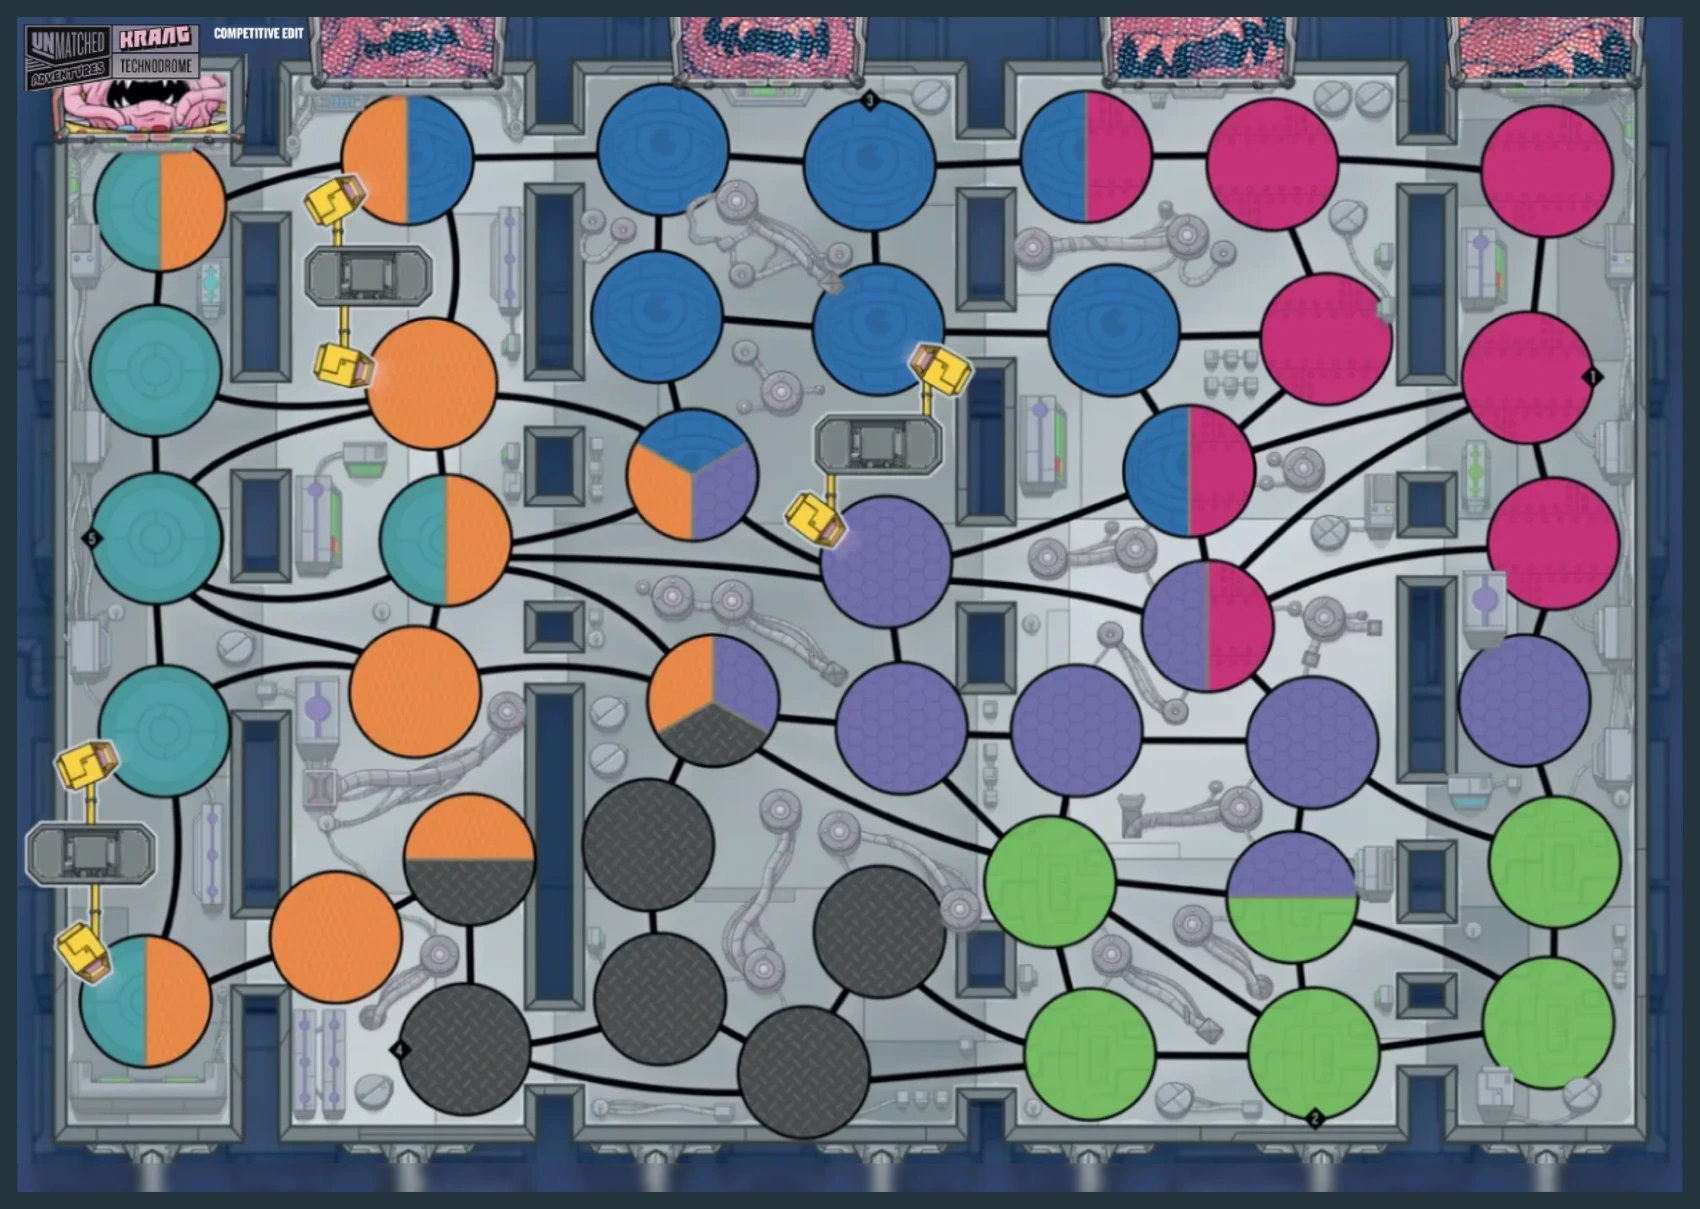 UNMATCHED
ADVENTURES
KRANG
TECHNODROME
COMPETITIVE EDIT
3
1
5
4
2